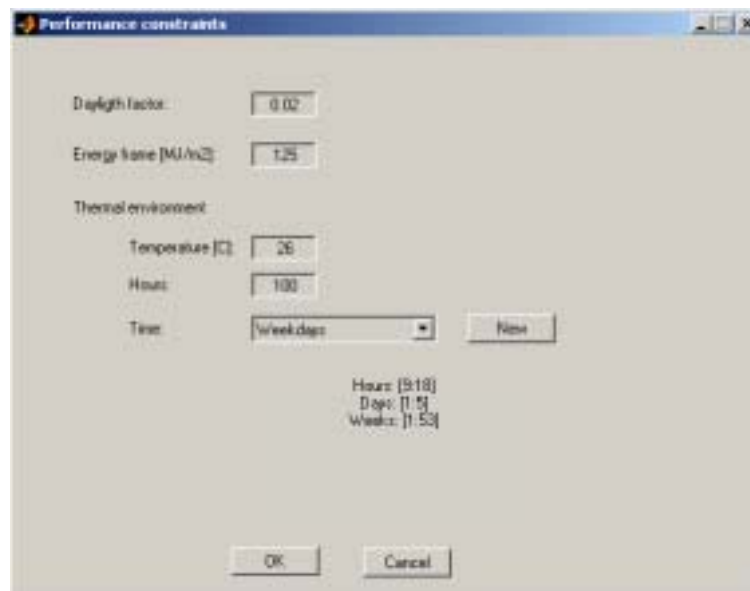 Performance constraints
Dayligth factor: 0.02
Energy frame [MJ/m2]: 125
Thermal environment
Temperature [C]: 26
Hours: 100
Time: Weekdays New
Hours: [9:18]
Days: [1:5]
Weeks: [1:53]
OK Cancel